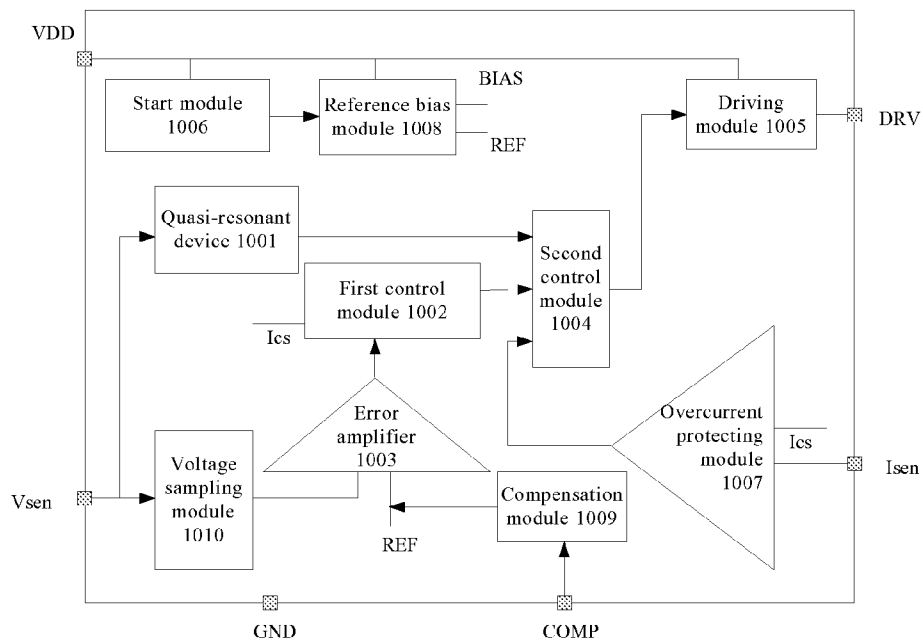 VDD
Start module
1006
Reference bias
module 1008
BIAS
REF
Driving
module 1005
DRV
Quasi-resonant
device 1001
First control
module 1002
Ics
Second
control
module
1004
Error
amplifier
1003
Overcurrent
protecting
module
1007
Ics
Isen
Vsen
Voltage
sampling
module
1010
REF
Compensation
module 1009
GND
COMP